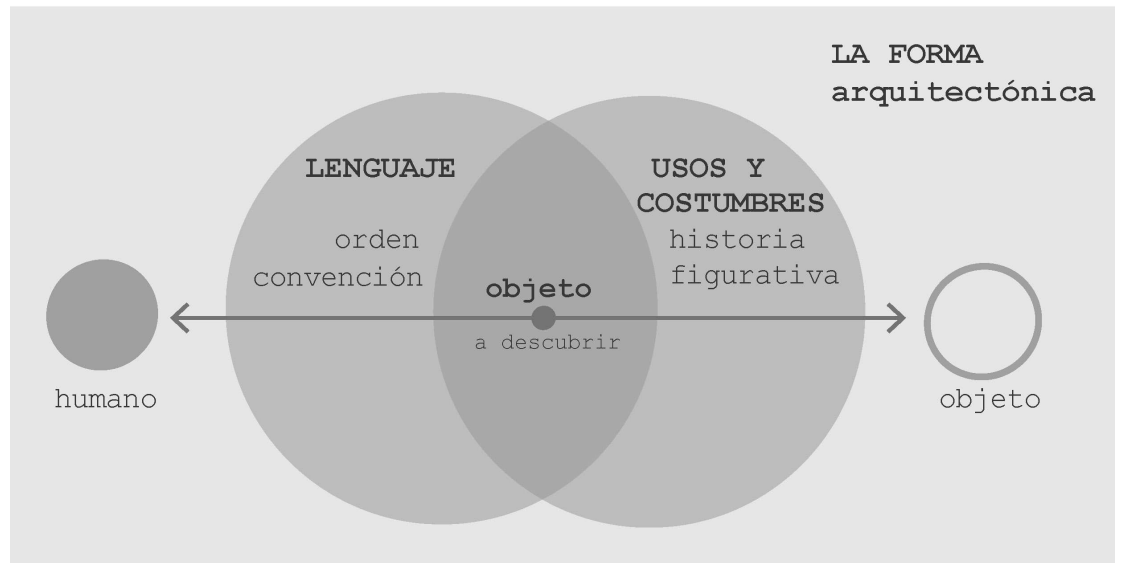 LA FORMA
arquitectónica
LENGUAJE
orden
convención
USOS Y
COSTUMBRES
historia
figurativa
objeto
a descubrir
humano
objeto